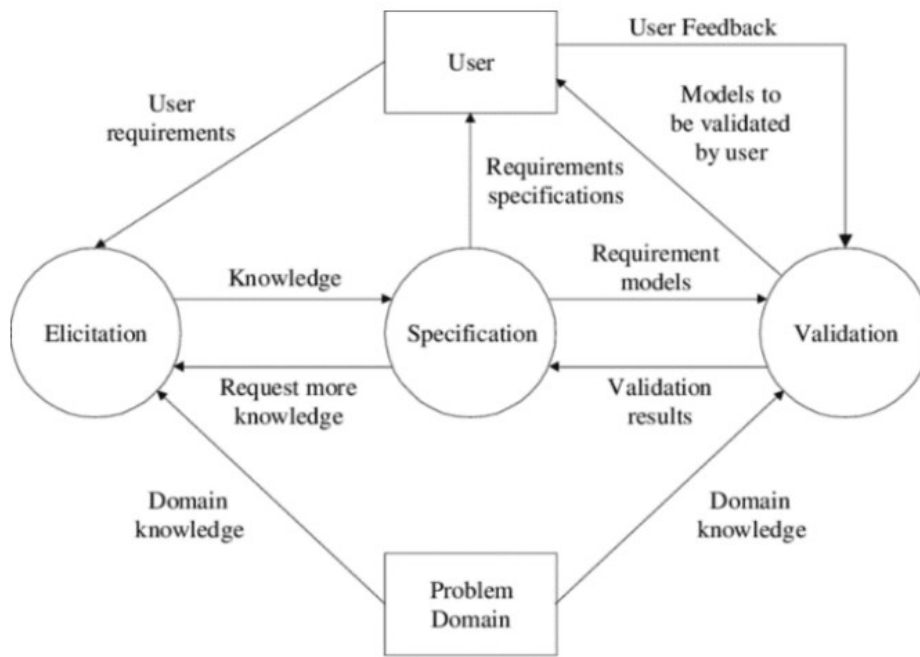 User Feedback
User
User
requirements
Models to
be validated
by user
Requirements
specifications
Knowledge
Requirement
models
Elicitation
Specification
Validation
Request more
knowledge
Validation
results
Domain
knowledge
Domain
knowledge
Problem
Domain